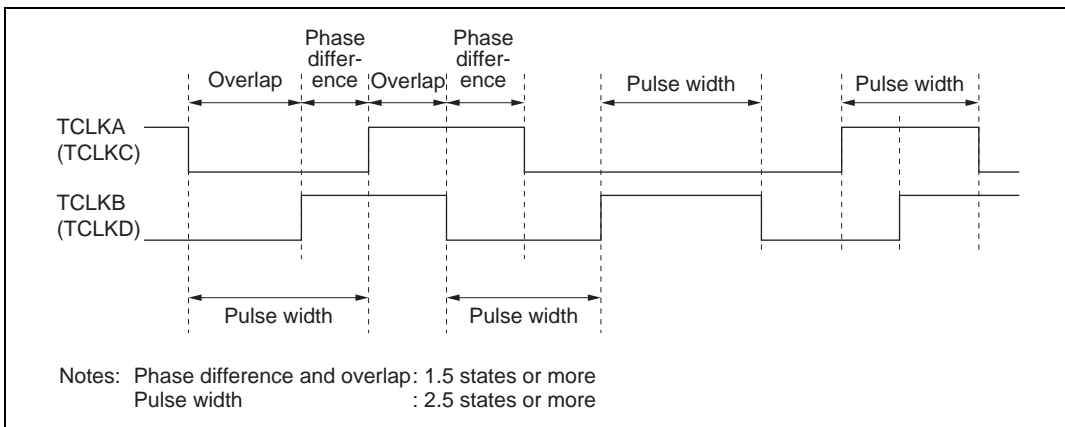 Phase
differ-
ence
Phase
differ-
ence
Overlap
Overlap
Pulse width
Pulse width
TCLKA
(TCLKC)
TCLKB
(TCLKD)
Pulse width
Pulse width
Notes: Phase difference and overlap: 1.5 states or more
Pulse width : 2.5 states or more